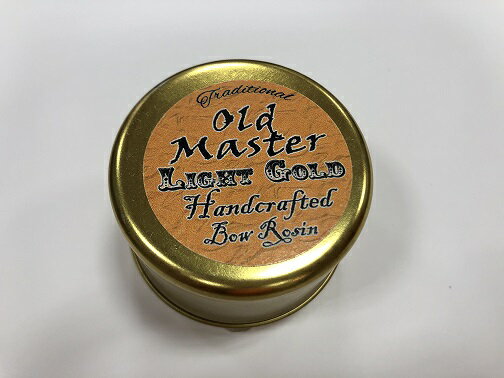 Traditional
Old
Master
Light Gold
Handcrafted
Bow Rosin